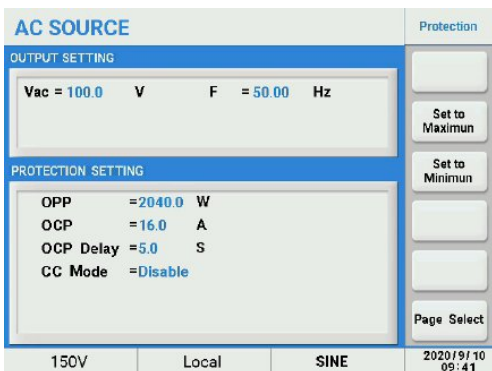 AC SOURCE
Protection
OUTPUT SETTING
Vac = 100.0 V F = 50.00 Hz
Set to
Maximun
Set to
Minimun
PROTECTION SETTING
OPP =2040.0 W
OCP =16.0 A
OCP Delay =5.0 S
CC Mode =Disable
Page Select
150V Local SINE
2020/9/10
09:41